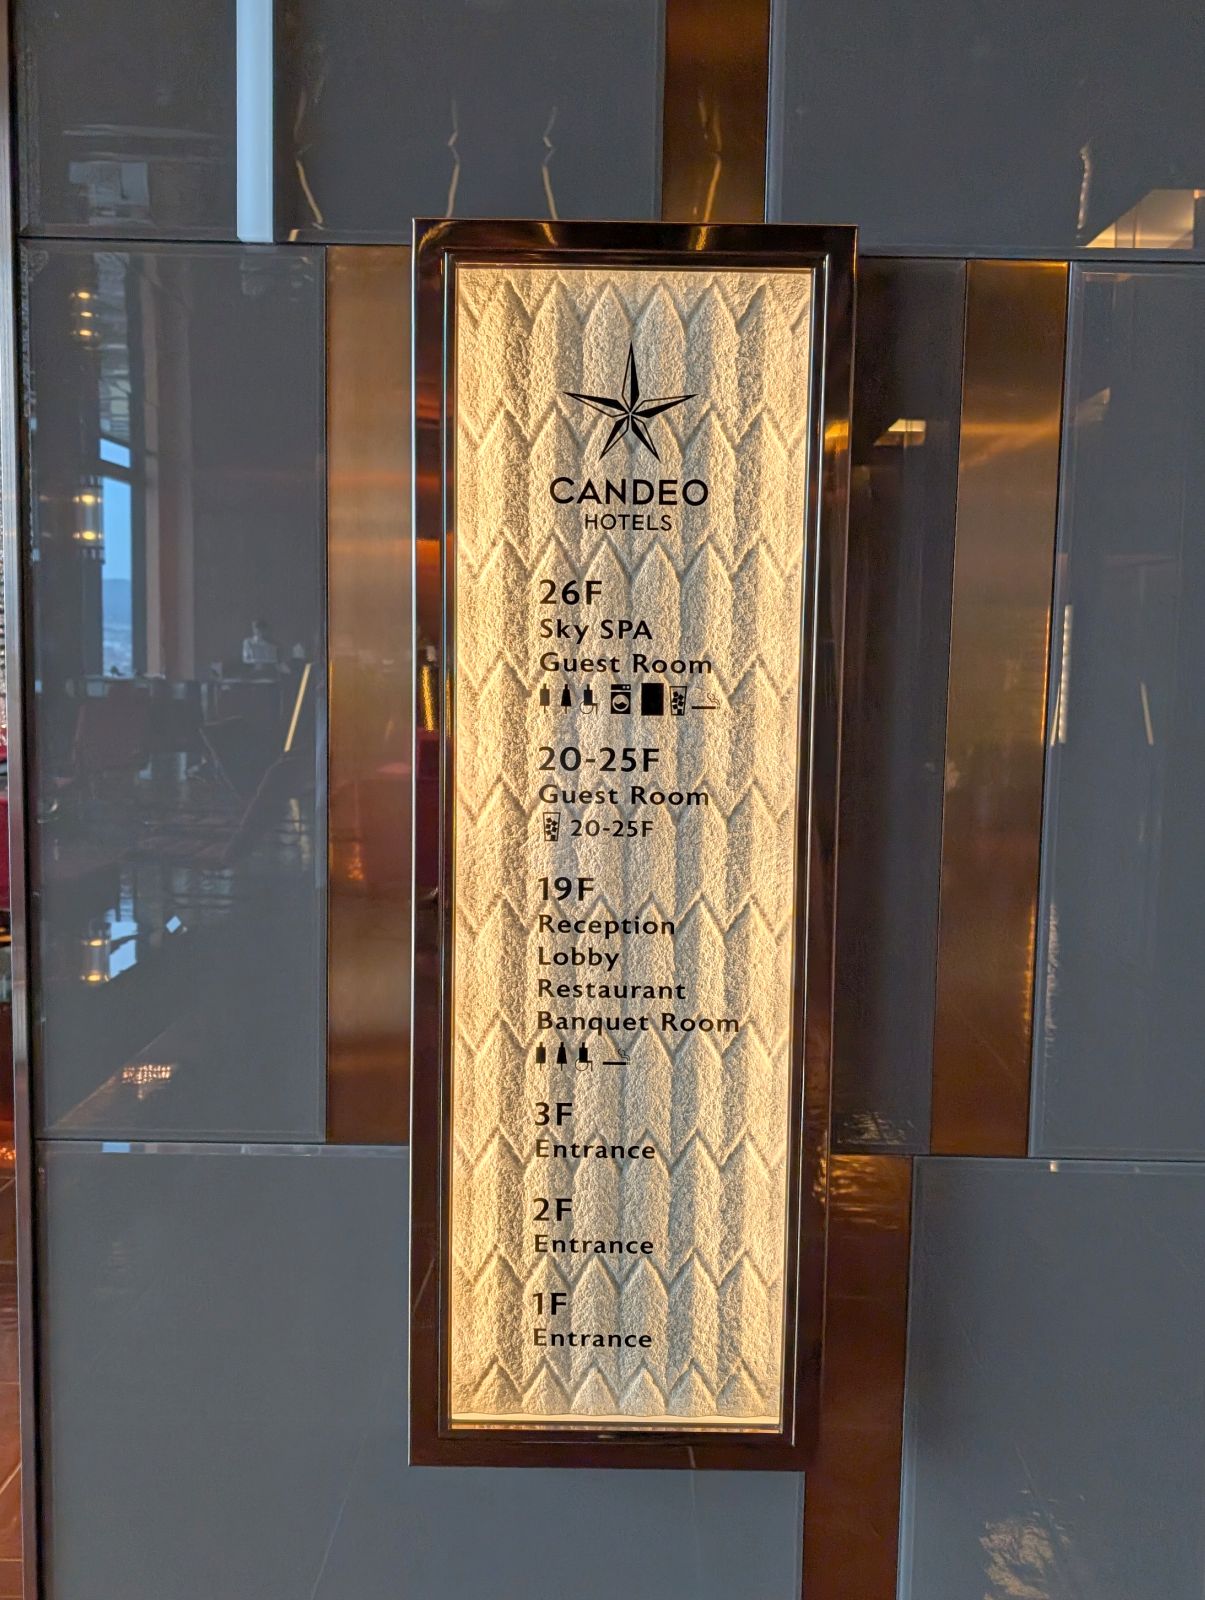 CANDEO
HOTELS
26F
Sky SPA
Guest Room
20-25F
Guest Room
20-25F
19F
Reception
Lobby
Restaurant
Banquet Room
3F
Entrance
2F
Entrance
1F
Entrance